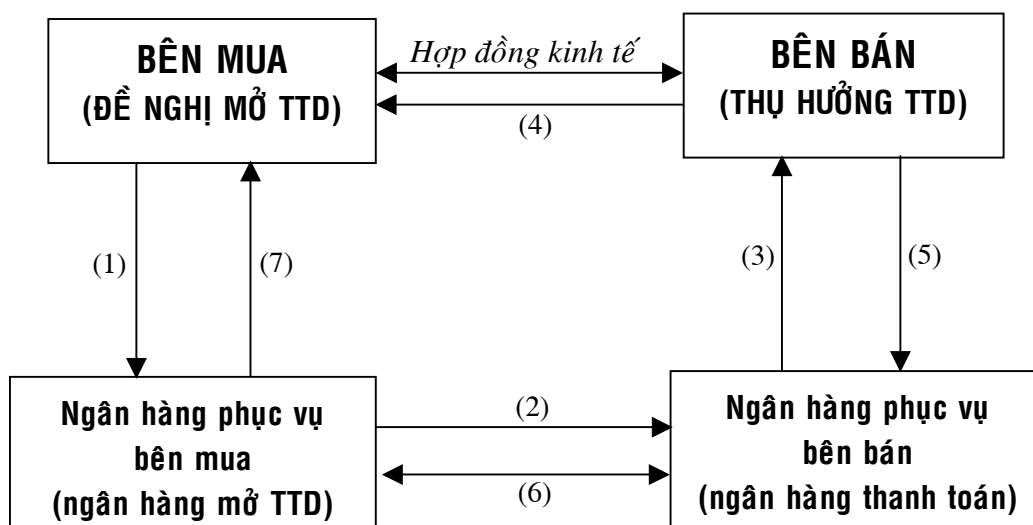 BÊN MUA
(ĐỀ NGHỊ MỞ TTD)
Hợp đồng kinh tế
(4)
BÊN BÁN
(THỤ HƯỞNG TTD)
(1)
(7)
(3)
(5)
Ngân hàng phục vụ
bên mua
(ngân hàng mở TTD)
(2)
(6)
Ngân hàng phục vụ
bên bán
(ngân hàng thanh toán)